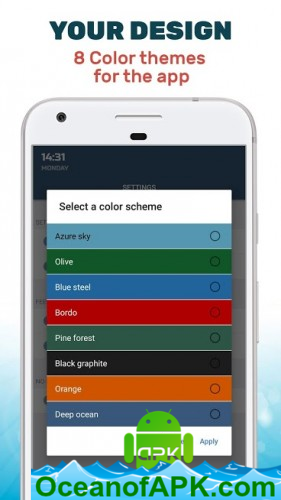 YOUR DESIGN
8 Color themes
for the app
14:31
MONDAY
SETTINGS
Select a color scheme
Azure sky
Olive
Blue steel
Bordo
Pine forest
Black graphite
Orange
Deep ocean
Apply
apk
OceanofAPK.com